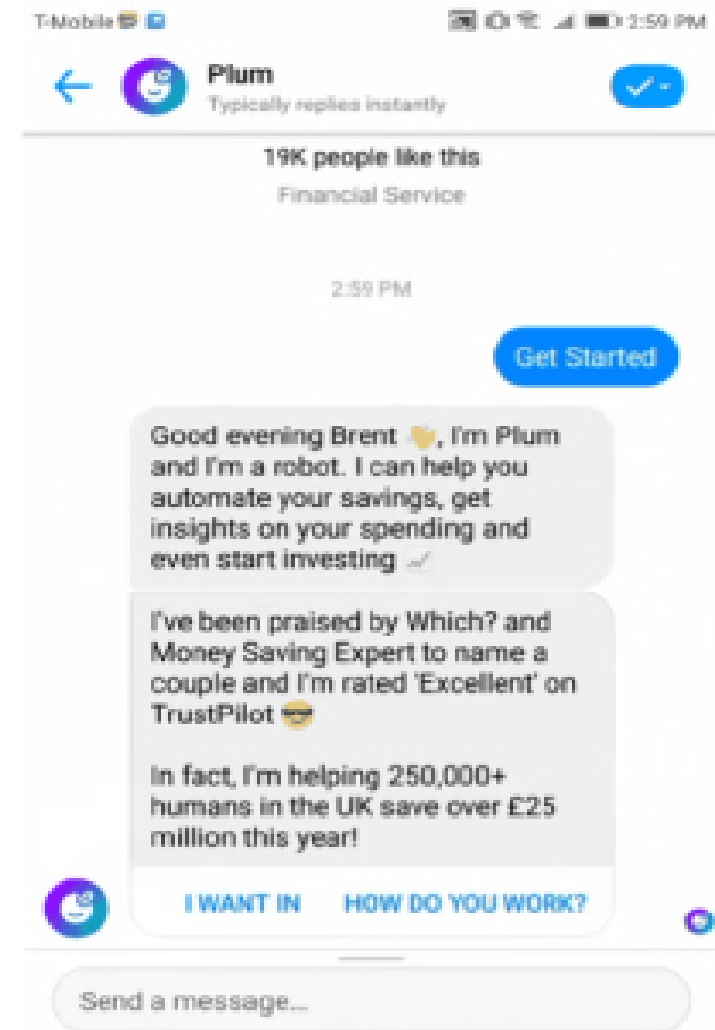 T-Mobile 2:59 PM
Plum
Typically replies instantly
19K people like this
Financial Service
2:59 PM
Get Started
Good evening Brent 👋, I'm Plum
and I'm a robot. I can help you
automate your savings, get
insights on your spending and
even start investing 📈
I've been praised by Which? and
Money Saving Expert to name a
couple and I'm rated 'Excellent' on
TrustPilot 😎
In fact, I'm helping 250,000+
humans in the UK save over £25
million this year!
I WANT IN HOW DO YOU WORK?
Send a message...